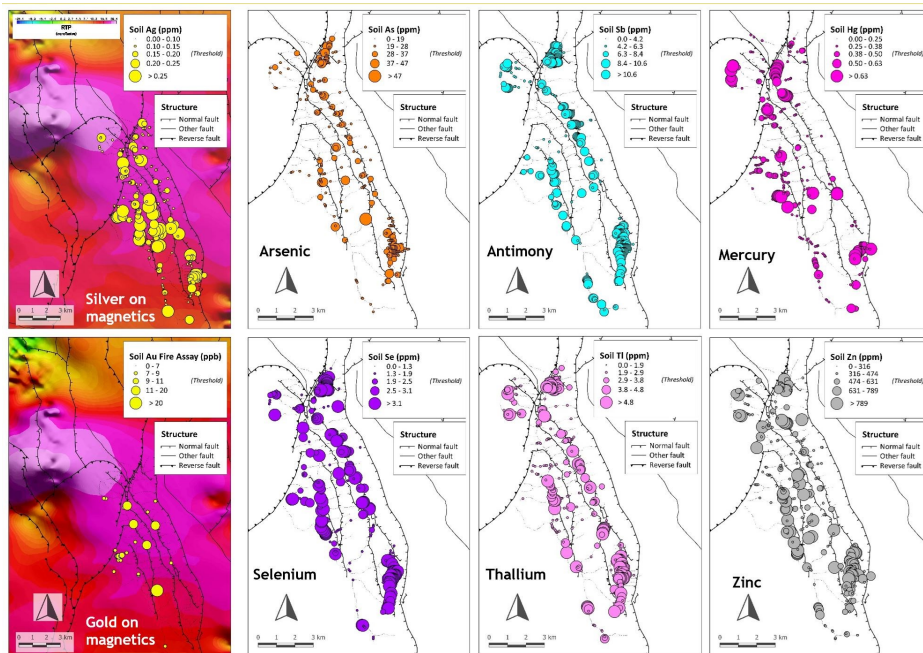 RTP
Soil Ag (ppm)
0.00 - 0.10
0.10 - 0.15
(Threshold)
0.15 - 0.20
0.20 - 0.25
> 0.25
Structure
Normal fault
Other fault
Reverse fault
Silver on
magnetics
0 1 2 3 km
Soil As (ppm)
0 - 19
19 - 28
(Threshold)
28 - 37
37 - 47
> 47
Structure
Normal fault
Other fault
Reverse fault
Arsenic
0 1 2 3 km
Soil Sb (ppm)
0.0 - 4.2
4.2 - 6.3
(Threshold)
6.3 - 8.4
8.4 - 10.6
> 10.6
Structure
Normal fault
Other fault
Reverse fault
Antimony
0 1 2 3 km
Soil Hg (ppm)
0.00 - 0.25
0.25 - 0.38
(Threshold)
0.38 - 0.50
0.50 - 0.63
> 0.63
Structure
Normal fault
Other fault
Reverse fault
Mercury
0 1 2 3 km
Soil Au Fire Assay (ppb)
0 - 7
7 - 9
(Threshold)
9 - 11
11 - 20
> 20
Structure
Normal fault
Other fault
Reverse fault
Gold on
magnetics
0 1 2 3 km
Soil Se (ppm)
0.0 - 1.3
1.3 - 1.9
(Threshold)
1.9 - 2.5
2.5 - 3.1
> 3.1
Structure
Normal fault
Other fault
Reverse fault
Selenium
0 1 2 3 km
Soil Tl (ppm)
0.0 - 1.9
1.9 - 2.9
(Threshold)
2.9 - 3.8
3.8 - 4.8
> 4.8
Structure
Normal fault
Other fault
Reverse fault
Thallium
0 1 2 3 km
Soil Zn (ppm)
0 - 316
316 - 474
(Threshold)
474 - 631
631 - 789
> 789
Structure
Normal fault
Other fault
Reverse fault
Zinc
0 1 2 3 km